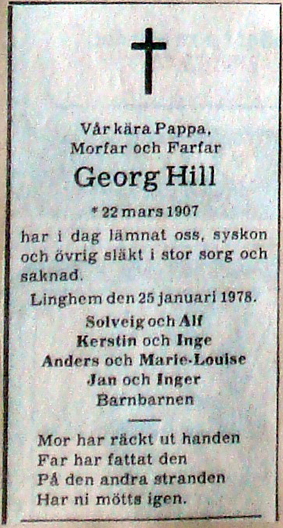 Vår kära Pappa,
Morfar och Farfar
Georg Hill
* 22 mars 1907
har i dag lämnat oss, syskon
och övrig släkt i stor sorg och
saknad.
Linghem den 25 januari 1978.
Solveig och Alf
Kerstin och Inge
Anders och Marie-Louise
Jan och Inger
Barnbarnen
Mor har räckt ut handen
Far har fattat den
På den andra stranden
Har ni mötts igen.